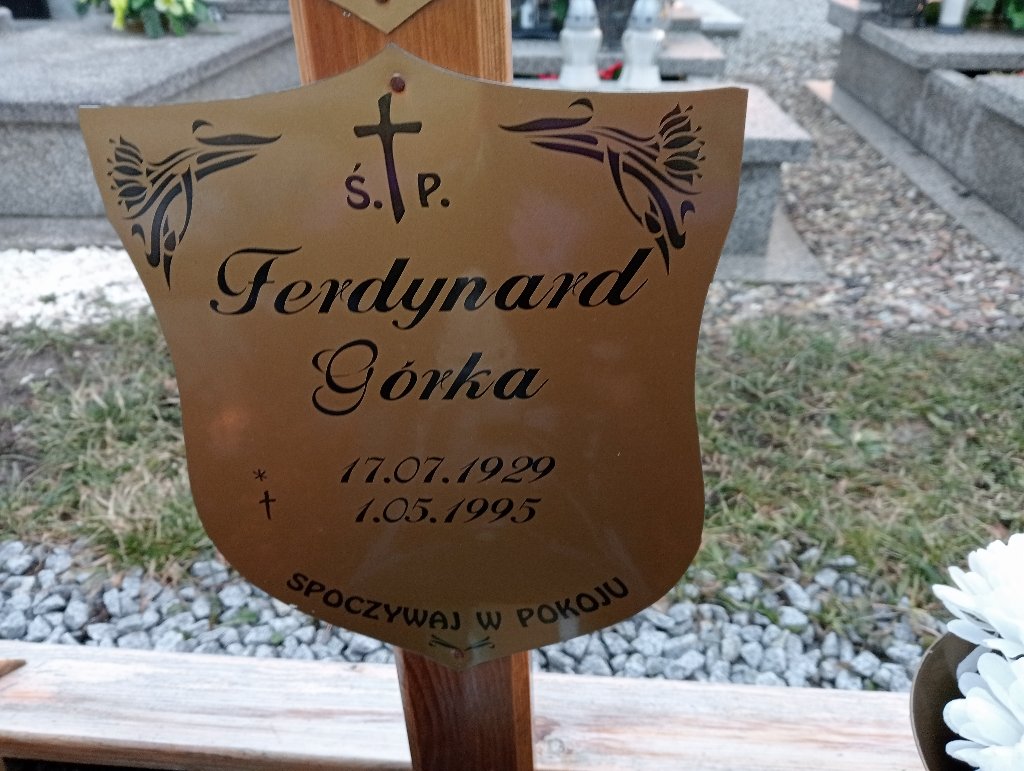 Ś. P.
Ferdynard
Górka
* 17.07.1929
† 1.05.1995
SPOCZYWAJ W POKOJU